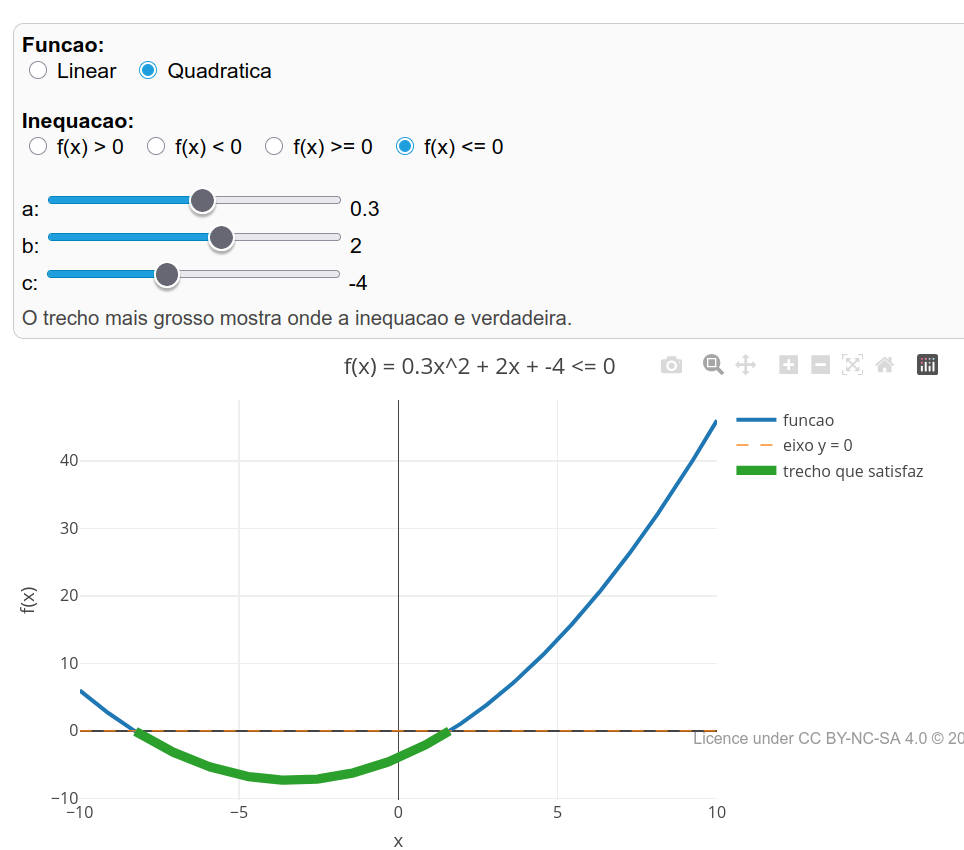 Funcao:
Linear Quadratica
Inequacao:
f(x) > 0 f(x) < 0 f(x) >= 0 f(x) <= 0
a: 0.3
b: 2
c: -4
O trecho mais grosso mostra onde a inequacao e verdadeira.
f(x) = 0.3x^2 + 2x + -4 <= 0
funcao
eixo y = 0
trecho que satisfaz
40
30
20
f(x)
10
0
Licence under CC BY-NC-SA 4.0 © 20
−10
−10 −5 0 5 10
x